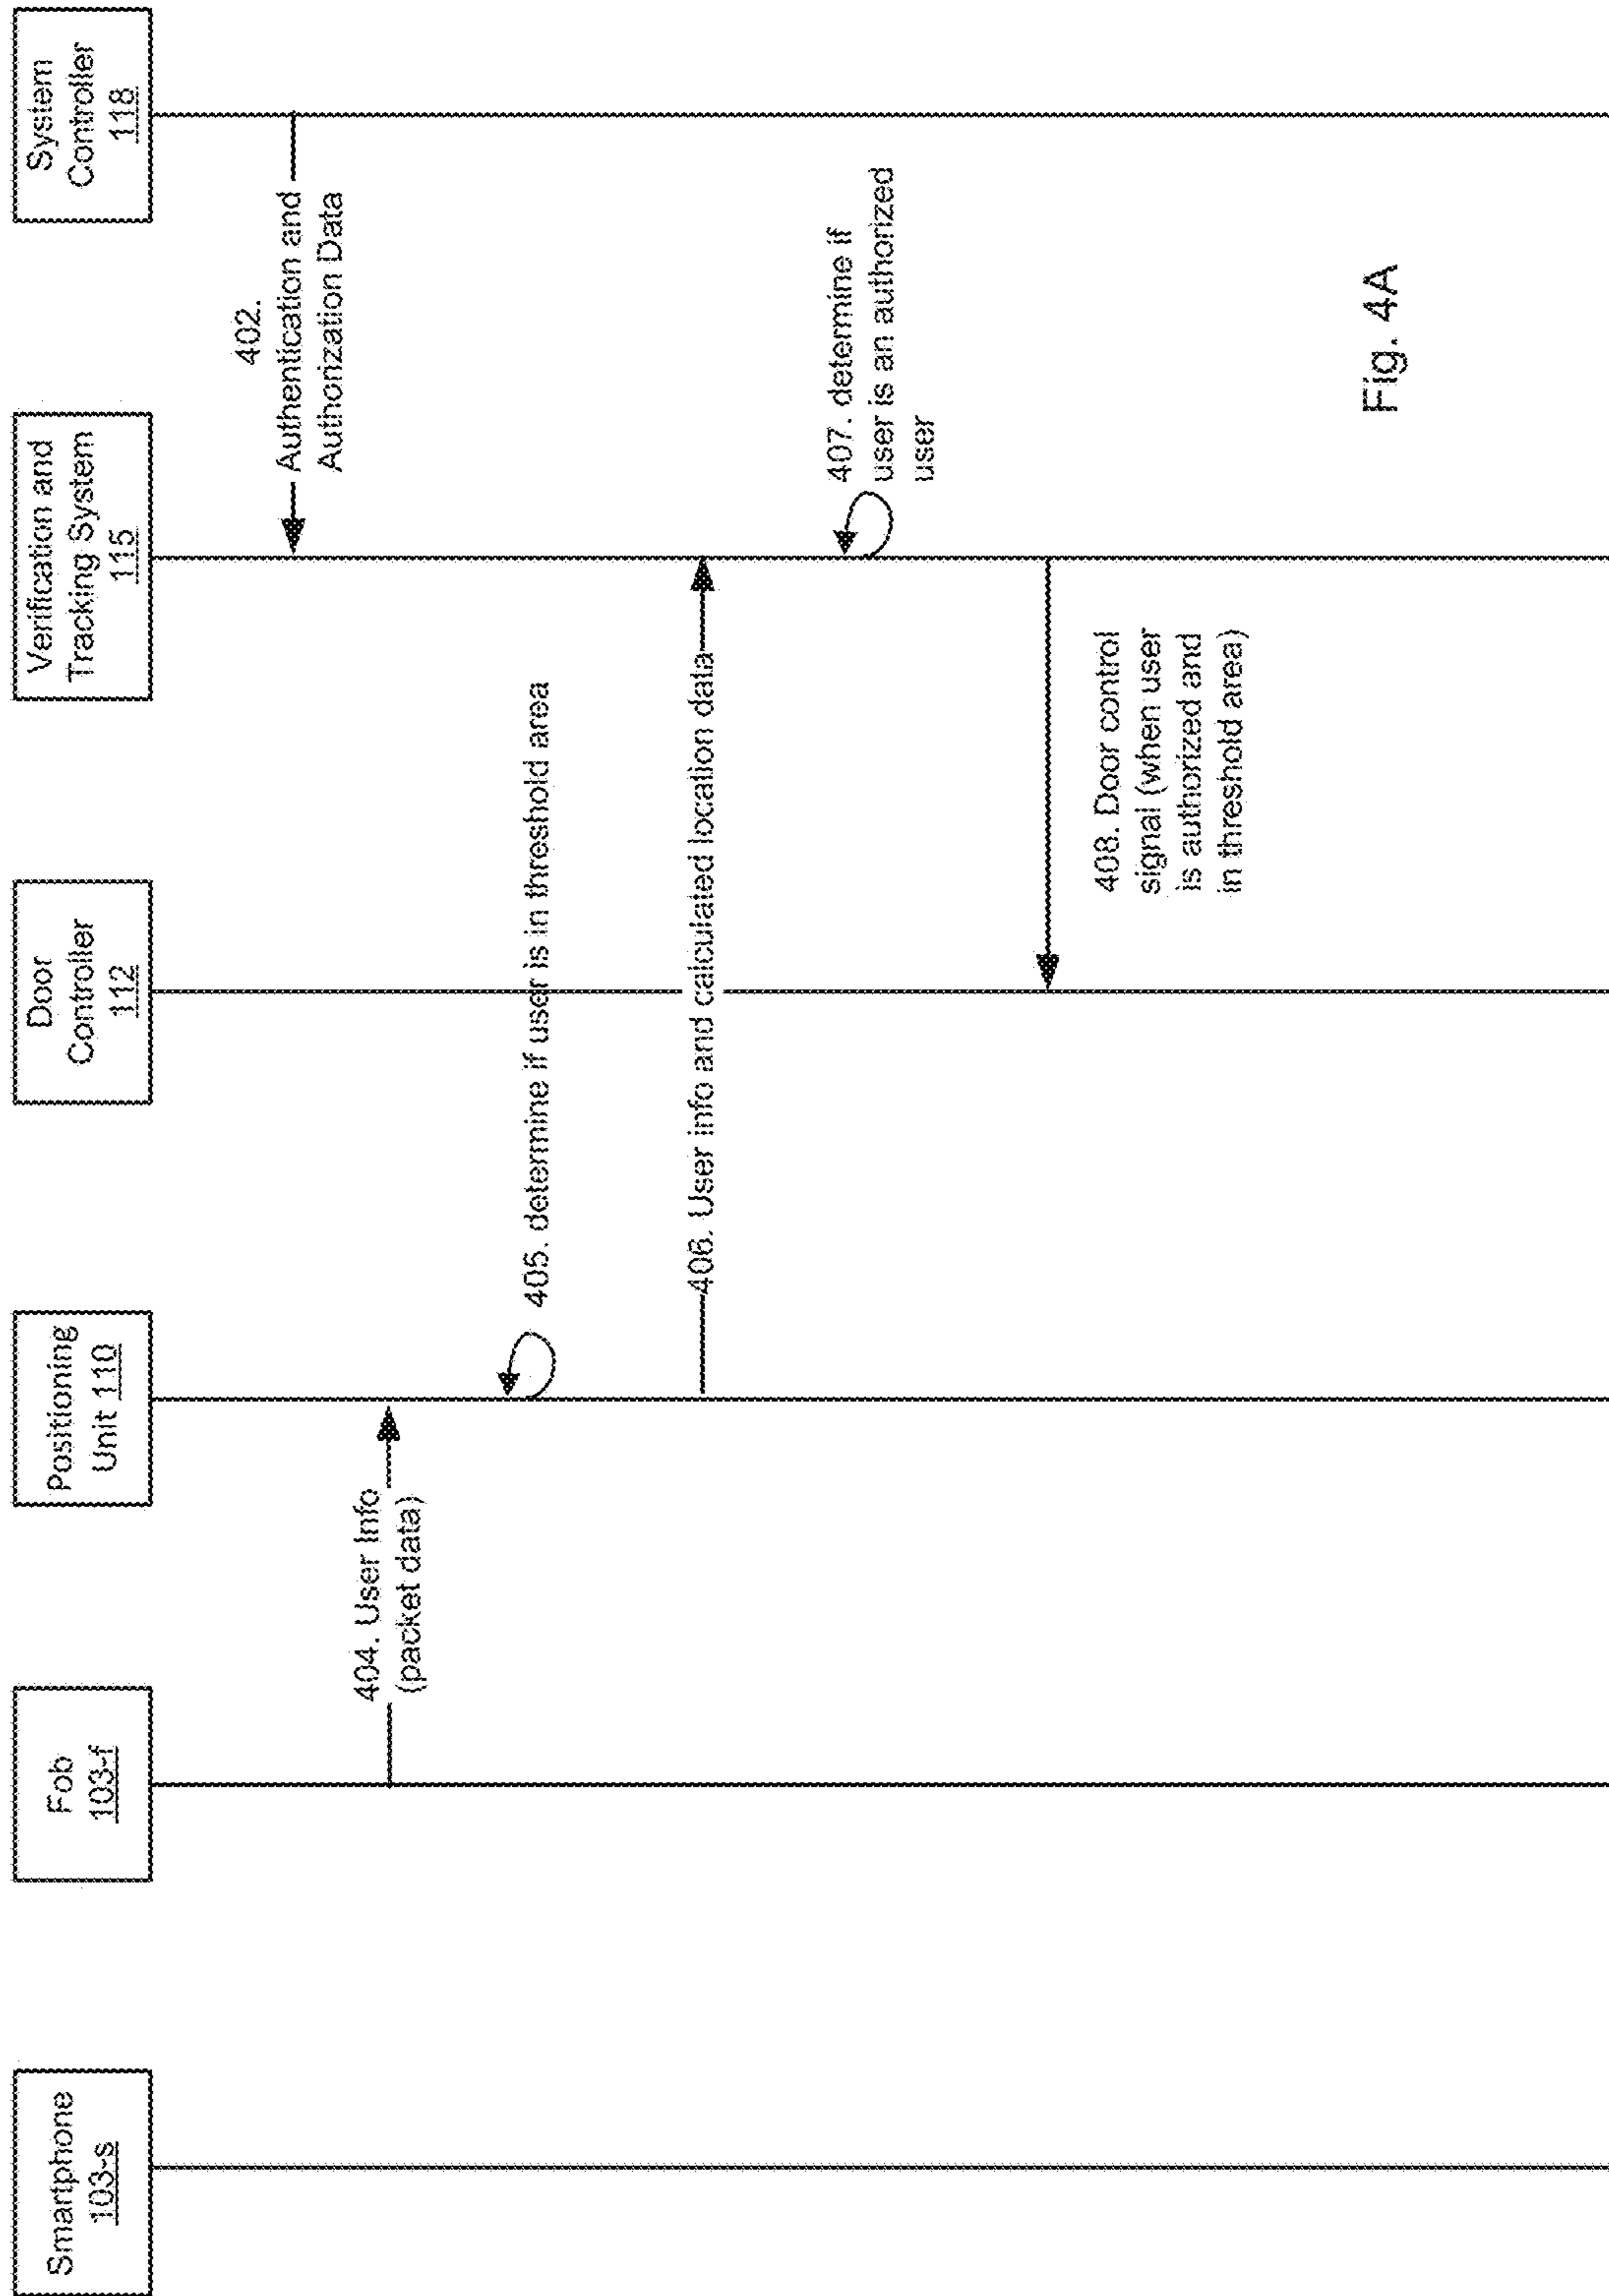 Smartphone
103-s
Fob
103-f
Positioning
Unit 110
Door
Controller
112
Verification and
Tracking System
115
System
Controller
118
402.
Authentication and
Authorization Data
404. User Info
(packet data)
405. determine if user is in threshold area
406. User info and calculated location data
407. determine if
user is an authorized
user
408. Door control
signal (when user
is authorized and
in threshold area)
Fig. 4A